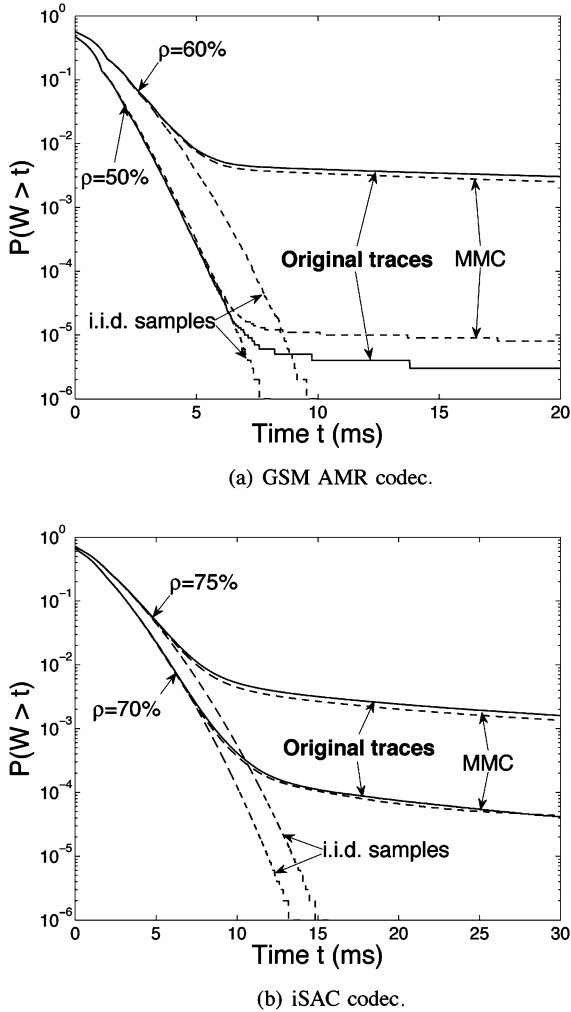 10^0
10^-1
10^-2
10^-3
10^-4
10^-5
10^-6
P(W > t)
ρ=60%
ρ=50%
Original traces
MMC
i.i.d. samples
0 5 10 15 20
Time t (ms)
(a) GSM AMR codec.
10^0
10^-1
10^-2
10^-3
10^-4
10^-5
10^-6
P(W > t)
ρ=75%
ρ=70%
Original traces
MMC
i.i.d. samples
0 5 10 15 20 25 30
Time t (ms)
(b) iSAC codec.